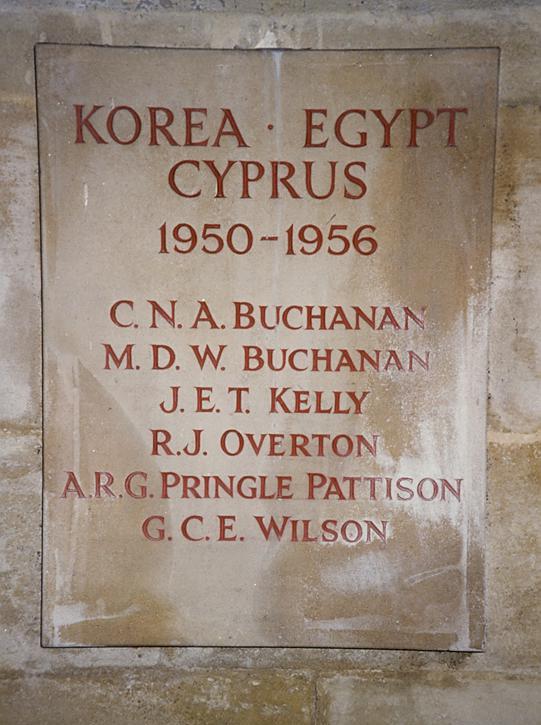 KOREA · EGYPT
CYPRUS
1950-1956
C. N. A. BUCHANAN
M. D. W. BUCHANAN
J. E. T. KELLY
R. J. OVERTON
A.R.G. PRINGLE PATTISON
G. C. E. WILSON